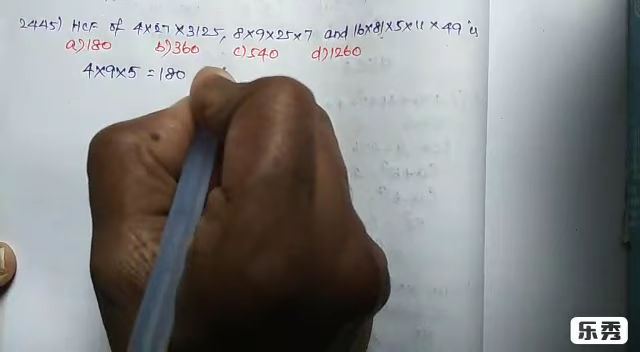 2445) HCF of 4×27×3125, 8×9×25×7 and 16×81×5×11×49 is
a) 180 b) 360 c) 540 d) 1260
4×9×5 = 180
乐秀